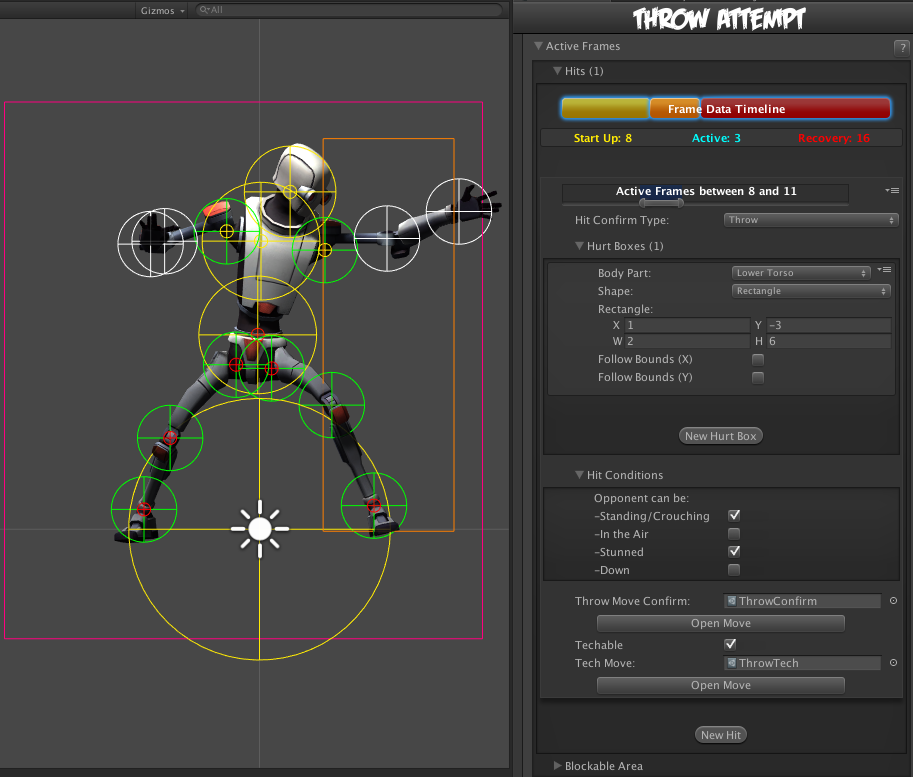 Gizmos
All
THROW ATTEMPT
Active Frames
?
Hits (1)
Frame Data Timeline
Start Up: 8 Active: 3 Recovery: 16
Active Frames between 8 and 11
Hit Confirm Type: Throw
Hurt Boxes (1)
Body Part: Lower Torso
Shape: Rectangle
Rectangle:
X 1 Y -3
W 2 H 6
Follow Bounds (X)
Follow Bounds (Y)
New Hurt Box
Hit Conditions
Opponent can be:
-Standing/Crouching
-In the Air
-Stunned
-Down
Throw Move Confirm: ThrowConfirm
Open Move
Techable
Tech Move: ThrowTech
Open Move
New Hit
Blockable Area